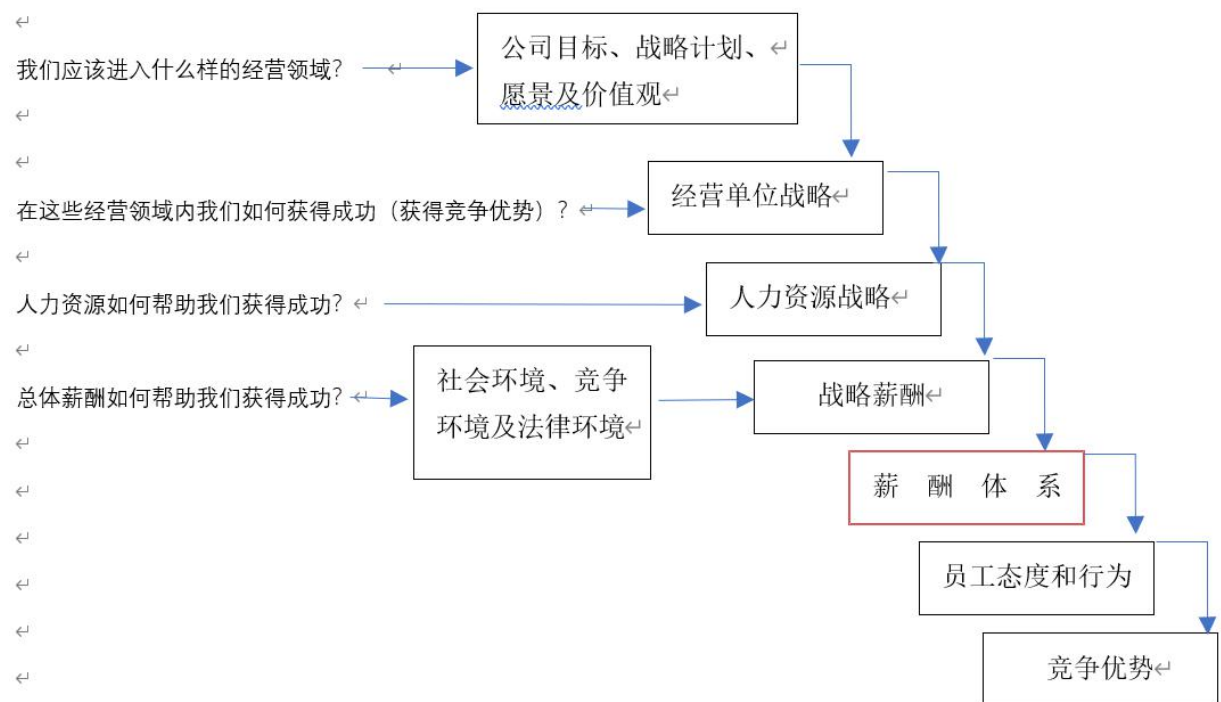 公司目标、战略计划、
我们应该进入什么样的经营领域?
愿景及价值观
经营单位战略
在这些经营领域内我们如何获得成功（获得竞争优势）?
人力资源如何帮助我们获得成功?
人力资源战略
社会环境、竞争
总体薪酬如何帮助我们获得成功?
战略薪酬
环境及法律环境
薪 酬 体 系
员工态度和行为
竞争优势